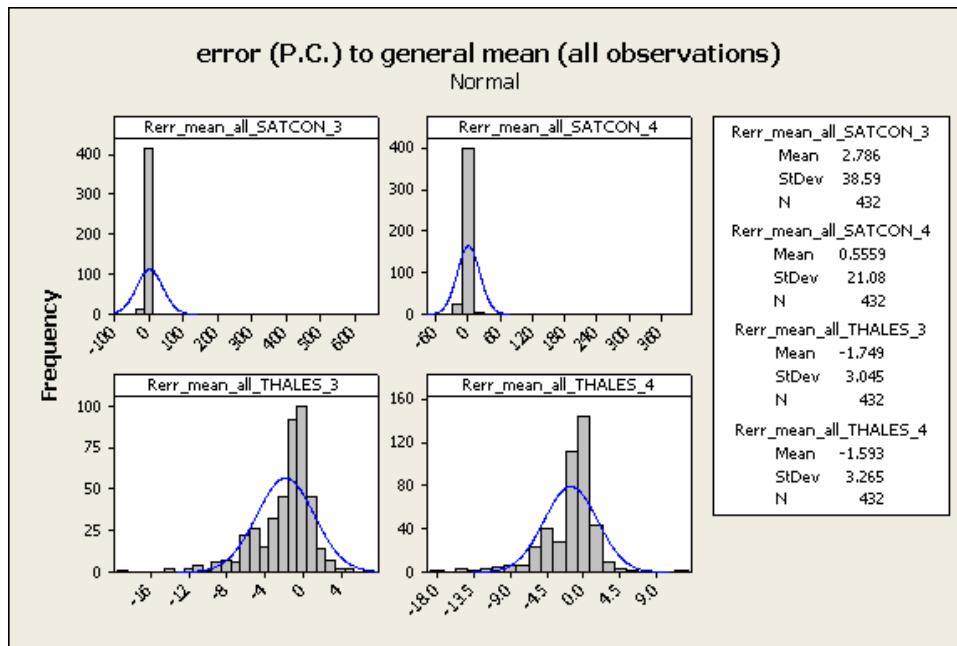 error (P.C.) to general mean (all observations)
Normal
Rerr_mean_all_SATCON_3
Rerr_mean_all_SATCON_4
Frequency
400
300
200
100
0
-100
0
100
200
300
400
500
600
400
300
200
100
0
-60
0
60
120
180
240
300
360
Rerr_mean_all_THALES_3
Rerr_mean_all_THALES_4
100
75
50
25
0
-16
-12
-8
-4
0
4
160
120
80
40
0
-18.0
-13.5
-9.0
-4.5
0.0
4.5
9.0
Rerr_mean_all_SATCON_3
Mean 2.786
StDev 38.59
N 432
Rerr_mean_all_SATCON_4
Mean 0.5559
StDev 21.08
N 432
Rerr_mean_all_THALES_3
Mean -1.749
StDev 3.045
N 432
Rerr_mean_all_THALES_4
Mean -1.593
StDev 3.265
N 432